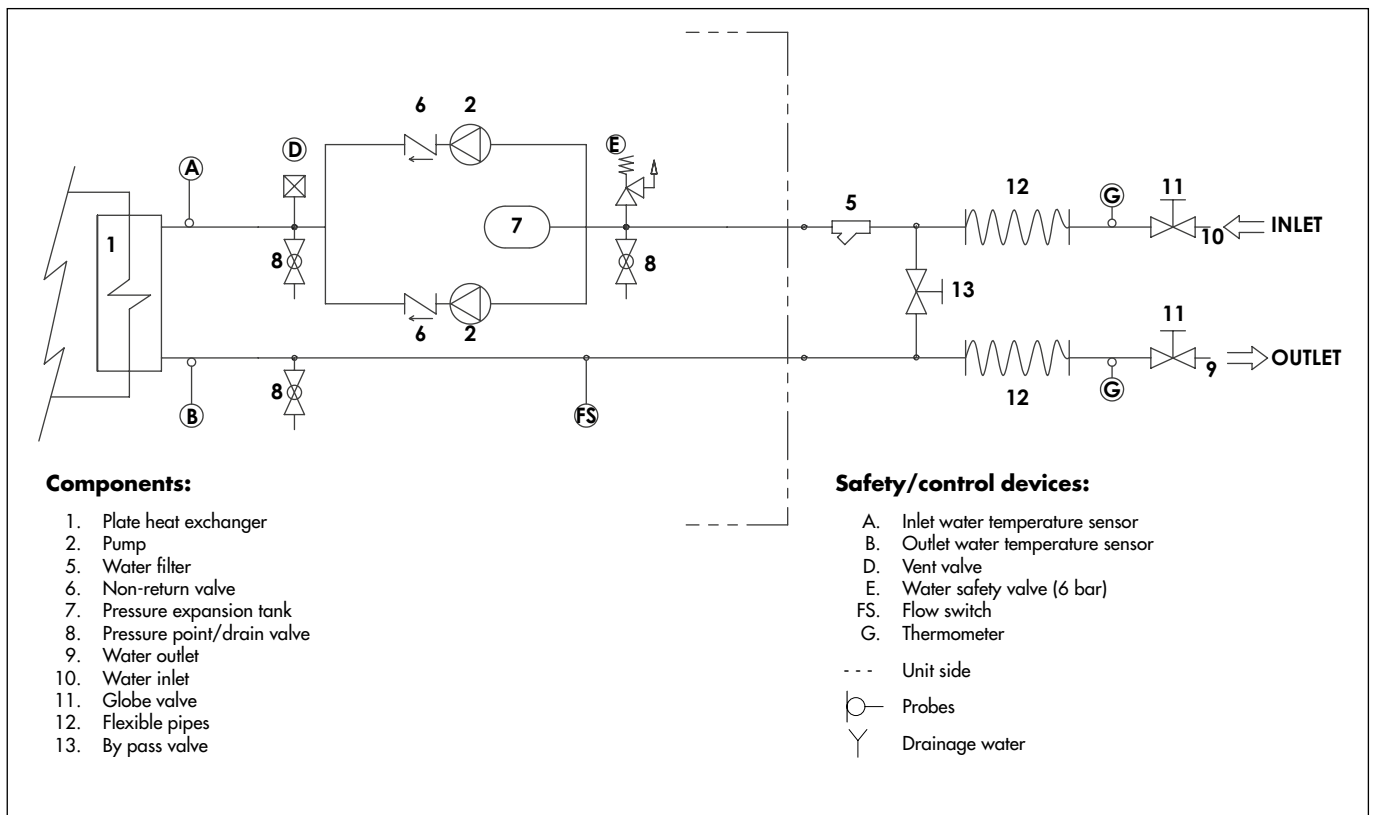 6 2
D
E
A
12
11
G
5
1
7
10 INLET
8
8
13
6
2
11
9 OUTLET
8
12
G
B
FS
Components:
1. Plate heat exchanger
2. Pump
5. Water filter
6. Non-return valve
7. Pressure expansion tank
8. Pressure point/drain valve
9. Water outlet
10. Water inlet
11. Globe valve
12. Flexible pipes
13. By pass valve
Safety/control devices:
A. Inlet water temperature sensor
B. Outlet water temperature sensor
D. Vent valve
E. Water safety valve (6 bar)
FS. Flow switch
G. Thermometer
Unit side
Probes
Drainage water